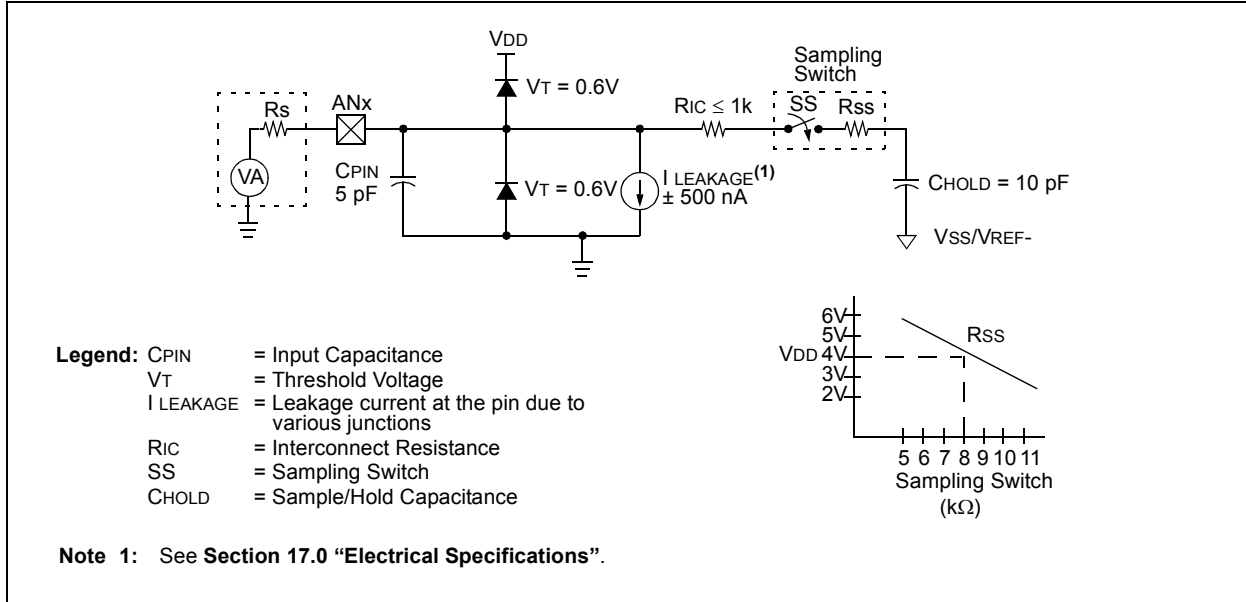 VDD
VT = 0.6V
Sampling
Switch
Rs
ANx
RIC ≤ 1k
SS
Rss
VA
CPIN
5 pF
VT = 0.6V
I LEAKAGE(1)
± 500 nA
CHOLD = 10 pF
VSS/VREF-
6V
5V
VDD 4V
3V
2V
RSS
5 6 7 8 9 10 11
Sampling Switch
(kΩ)
Legend: CPIN = Input Capacitance
VT = Threshold Voltage
I LEAKAGE = Leakage current at the pin due to
various junctions
RIC = Interconnect Resistance
SS = Sampling Switch
CHOLD = Sample/Hold Capacitance
Note 1: See Section 17.0 “Electrical Specifications”.